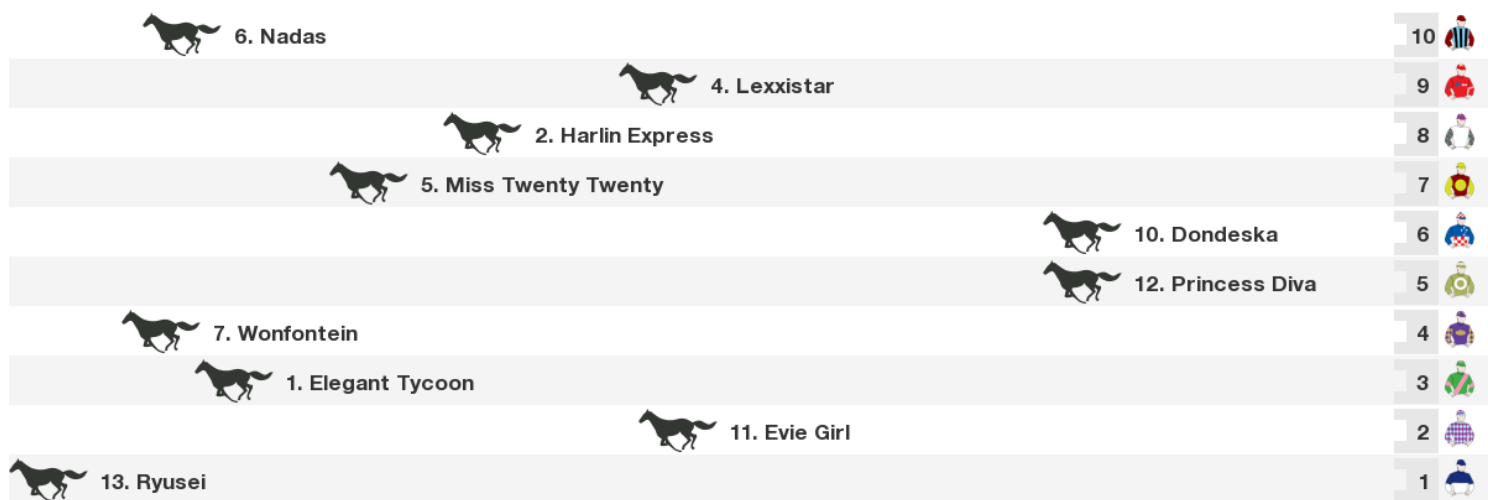 6. Nadas 10
4. Lexxistar 9
2. Harlin Express 8
5. Miss Twenty Twenty 7
10. Dondeska 6
12. Princess Diva 5
7. Wonfontein 4
1. Elegant Tycoon 3
11. Evie Girl 2
13. Ryusei 1